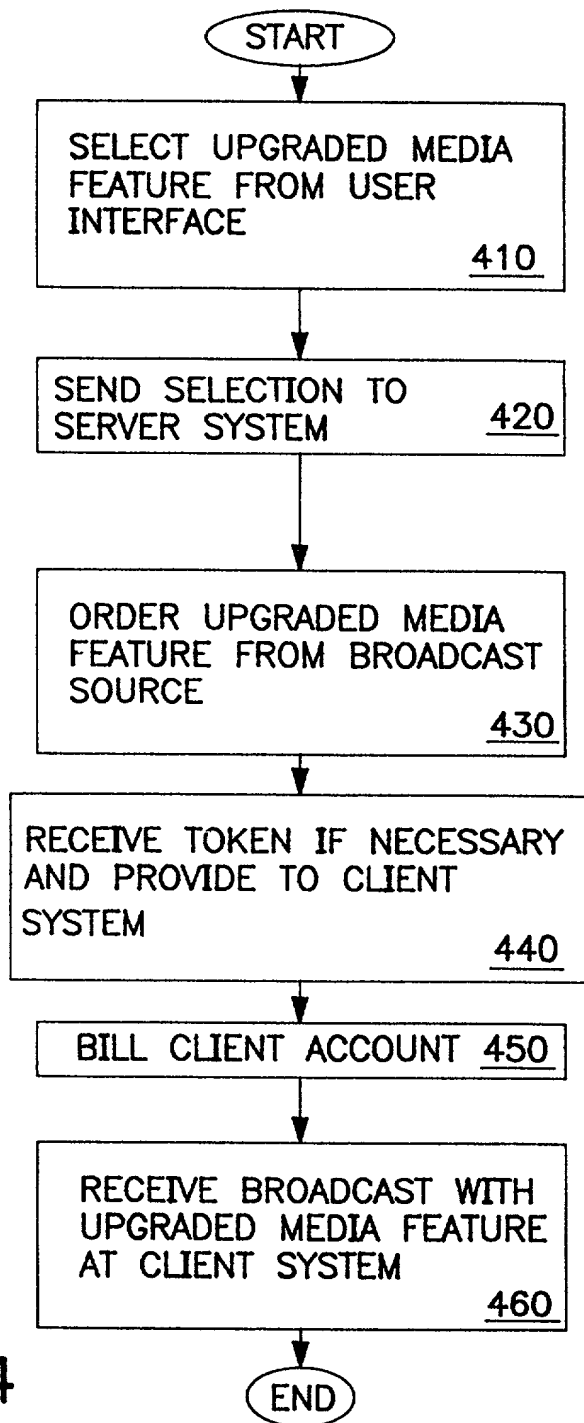 START
SELECT UPGRADED MEDIA
FEATURE FROM USER
INTERFACE
410
SEND SELECTION TO
SERVER SYSTEM
420
ORDER UPGRADED MEDIA
FEATURE FROM BROADCAST
SOURCE
430
RECEIVE TOKEN IF NECESSARY
AND PROVIDE TO CLIENT
SYSTEM
440
BILL CLIENT ACCOUNT 450
RECEIVE BROADCAST WITH
UPGRADED MEDIA FEATURE
AT CLIENT SYSTEM
460
4
END